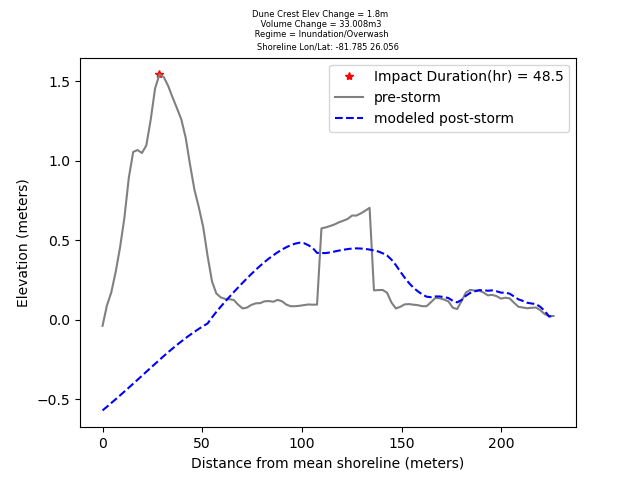 Dune Crest Elev Change = 1.8m
Volume Change = 33.008m3
Regime = Inundation/Overwash
Shoreline Lon/Lat: -81.785 26.056
Impact Duration(hr) = 48.5
pre-storm
modeled post-storm
Elevation (meters)
1.5
1.0
0.5
0.0
−0.5
0 50 100 150 200
Distance from mean shoreline (meters)